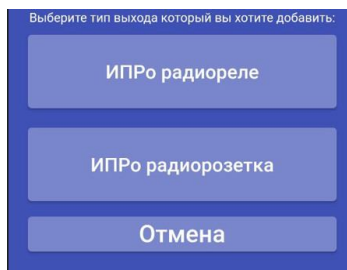 Выберите тип выхода который вы хотите добавить:
ИПРо радиореле
ИПРо радиорозетка
Отмена